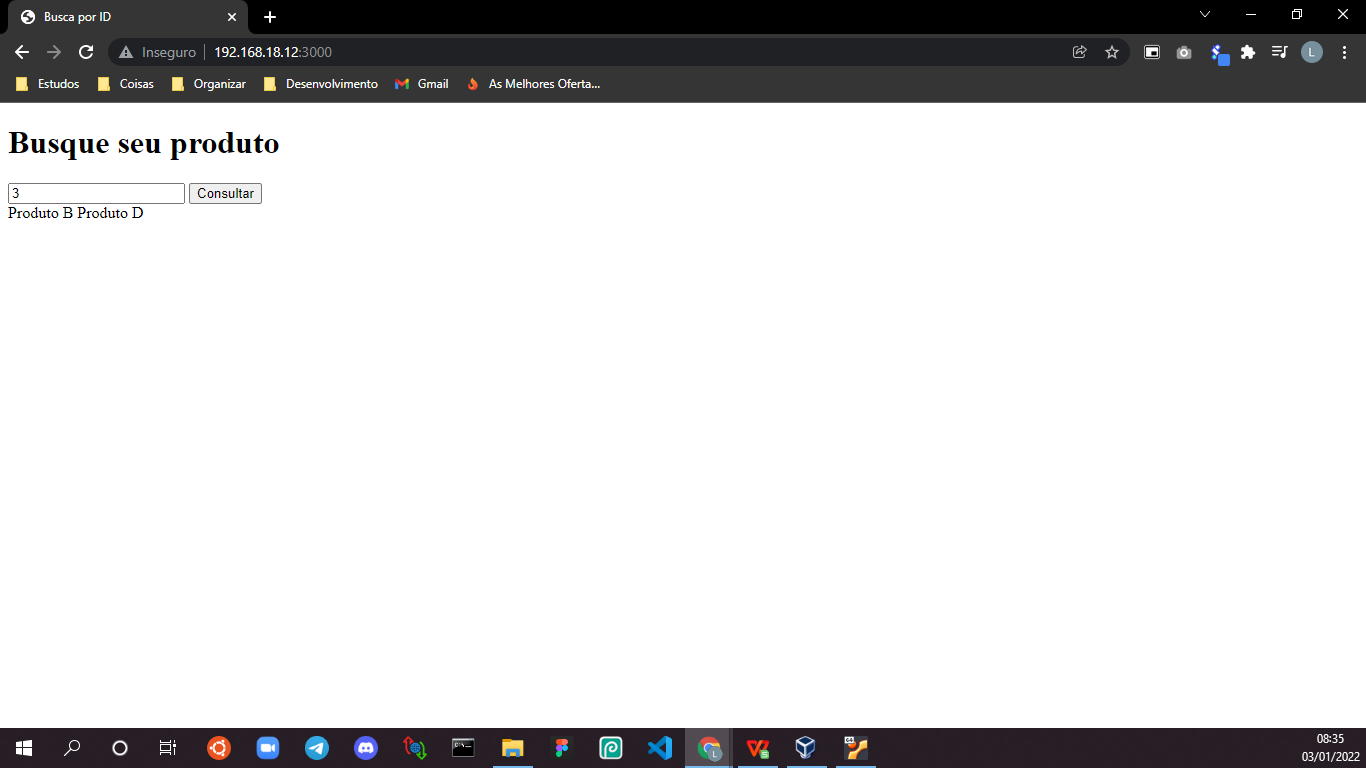 Busca por ID
Inseguro 192.168.18.12:3000
L
Estudos Coisas Organizar Desenvolvimento Gmail As Melhores Oferta...
Busque seu produto
3 Consultar
Produto B Produto D
08:35
03/01/2022